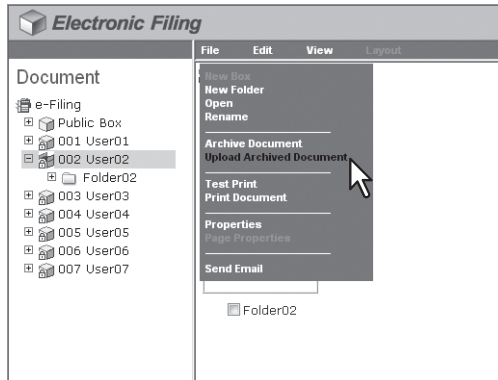 Electronic Filing
File Edit View Layout
Document
e-Filing
Public Box
001 User01
002 User02
Folder02
003 User03
004 User04
005 User05
006 User06
007 User07
New Box
New Folder
Open
Rename
Archive Document
Upload Archived Document
Test Print
Print Document
Properties
Page Properties
Send Email
Folder02